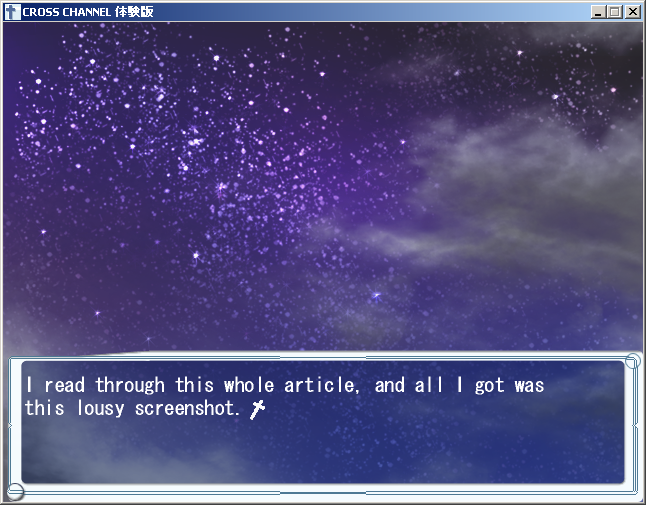 CROSS CHANNEL 体験版
I read through this whole article, and all I got was
this lousy screenshot.